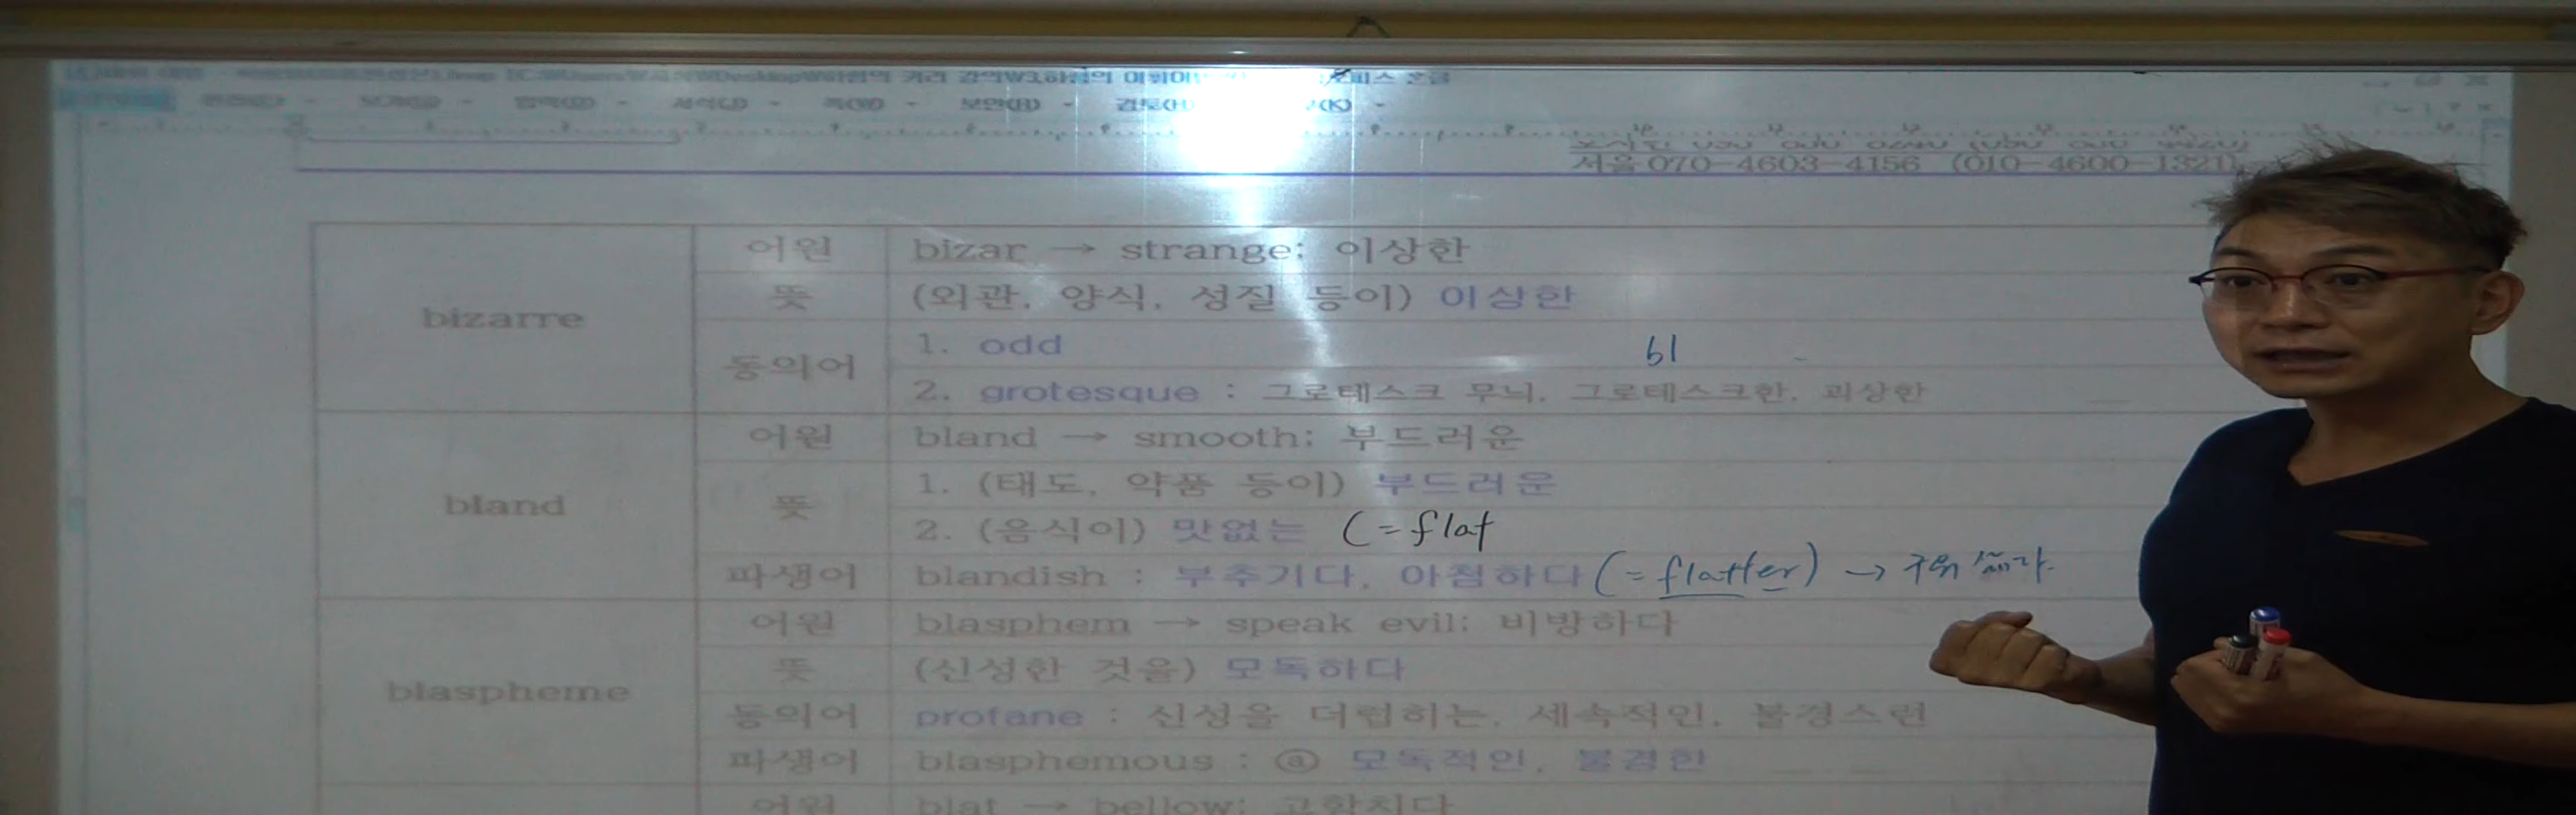 보안(B) 검토(H)
서울 070-4603-4156 (010-4600-1321)
bizarre
어원 bizar → strange: 이상한
뜻 (외관, 양식, 성질 등이) 이상한
동의어 1. odd
bl
2. grotesque : 그로테스크 무늬, 그로테스크한, 괴상한
bland
어원 bland → smooth: 부드러운
뜻 1. (태도, 약품 등이) 부드러운
2. (음식이) 맛없는 (=flat
파생어 blandish : 부추기다, 아첨하다 (=flatter) →
blaspheme
어원 blasphem → speak evil: 비방하다
뜻 (신성한 것을) 모독하다
동의어 profane : 신성을 더럽히는, 세속적인, 불경스런
파생어 blasphemous : ⓐ 모독적인, 불경한
어원 blat → bellow: 고함치다